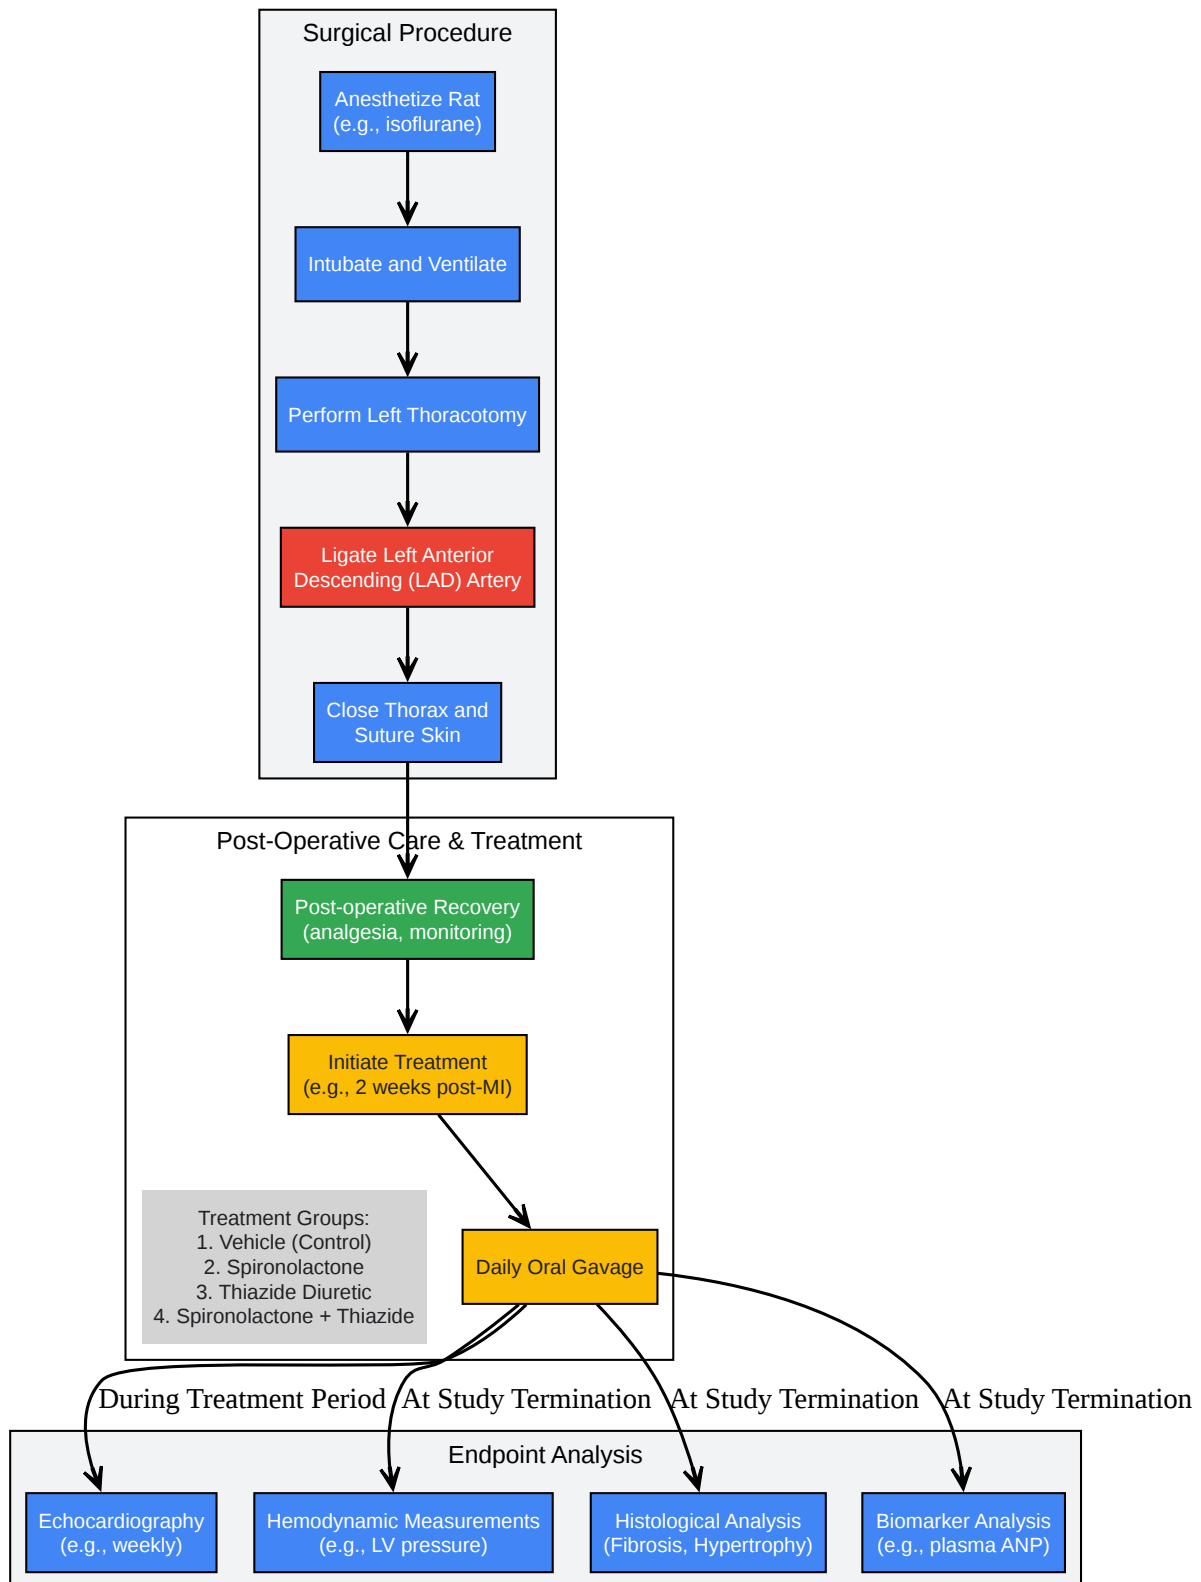 Surgical Procedure
Anesthetize Rat
(e.g., isoflurane)
Intubate and Ventilate
Perform Left Thoracotomy
Ligate Left Anterior
Descending (LAD) Artery
Close Thorax and
Suture Skin
Post-Operative Care & Treatment
Post-operative Recovery
(analgesia, monitoring)
Initiate Treatment
(e.g., 2 weeks post-MI)
Treatment Groups:
1. Vehicle (Control)
2. Spironolactone
3. Thiazide Diuretic
4. Spironolactone + Thiazide
Daily Oral Gavage
During Treatment Period
At Study Termination
At Study Termination
At Study Termination
Endpoint Analysis
Echocardiography
(e.g., weekly)
Hemodynamic Measurements
(e.g., LV pressure)
Histological Analysis
(Fibrosis, Hypertrophy)
Biomarker Analysis
(e.g., plasma ANP)